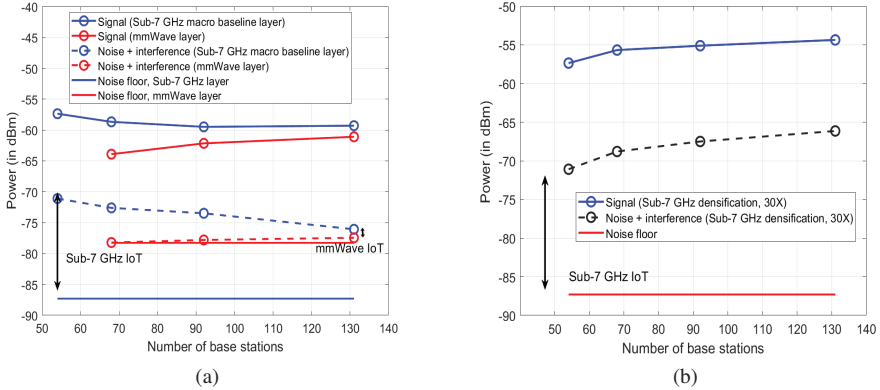 -40
-45
-50
-55
-60
-65
-70
-75
-80
-85
-90
Power (in dBm)
Signal (Sub-7 GHz macro baseline layer)
Signal (mmWave layer)
Noise + interference (Sub-7 GHz macro baseline layer)
Noise + interference (mmWave layer)
Noise floor, Sub-7 GHz layer
Noise floor, mmWave layer
Sub-7 GHz IoT
mmWave IoT
50 60 70 80 90 100 110 120 130 140
Number of base stations
(a)
-50
-55
-60
-65
-70
-75
-80
-85
-90
Power (in dBm)
Signal (Sub-7 GHz densification, 30X)
Noise + interference (Sub-7 GHz densification, 30X)
Noise floor
Sub-7 GHz IoT
40 60 80 100 120 140
Number of base stations
(b)